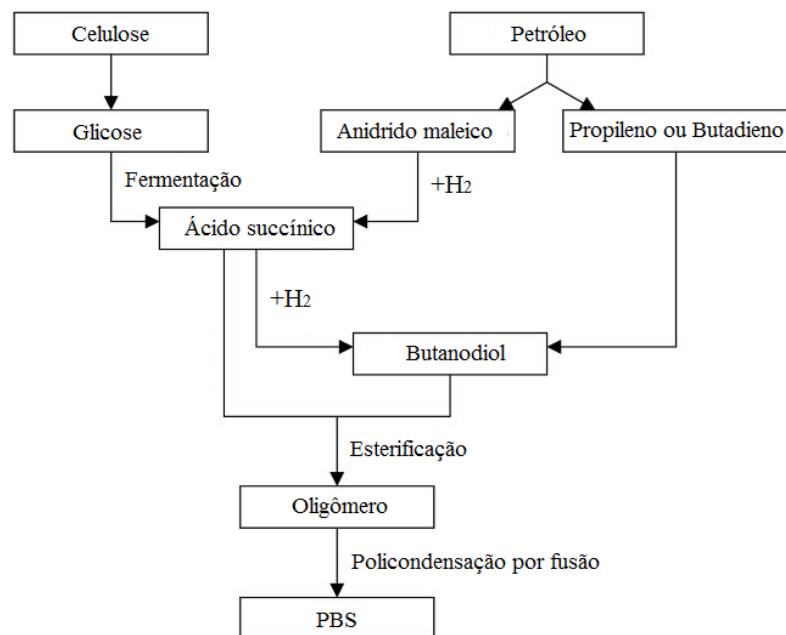 Celulose
Petróleo
Glicose
Anidrido maleico
Propileno ou Butadieno
Fermentação
+H2
Ácido succínico
+H2
Butanodiol
Esterificação
Oligômero
Policondensação por fusão
PBS